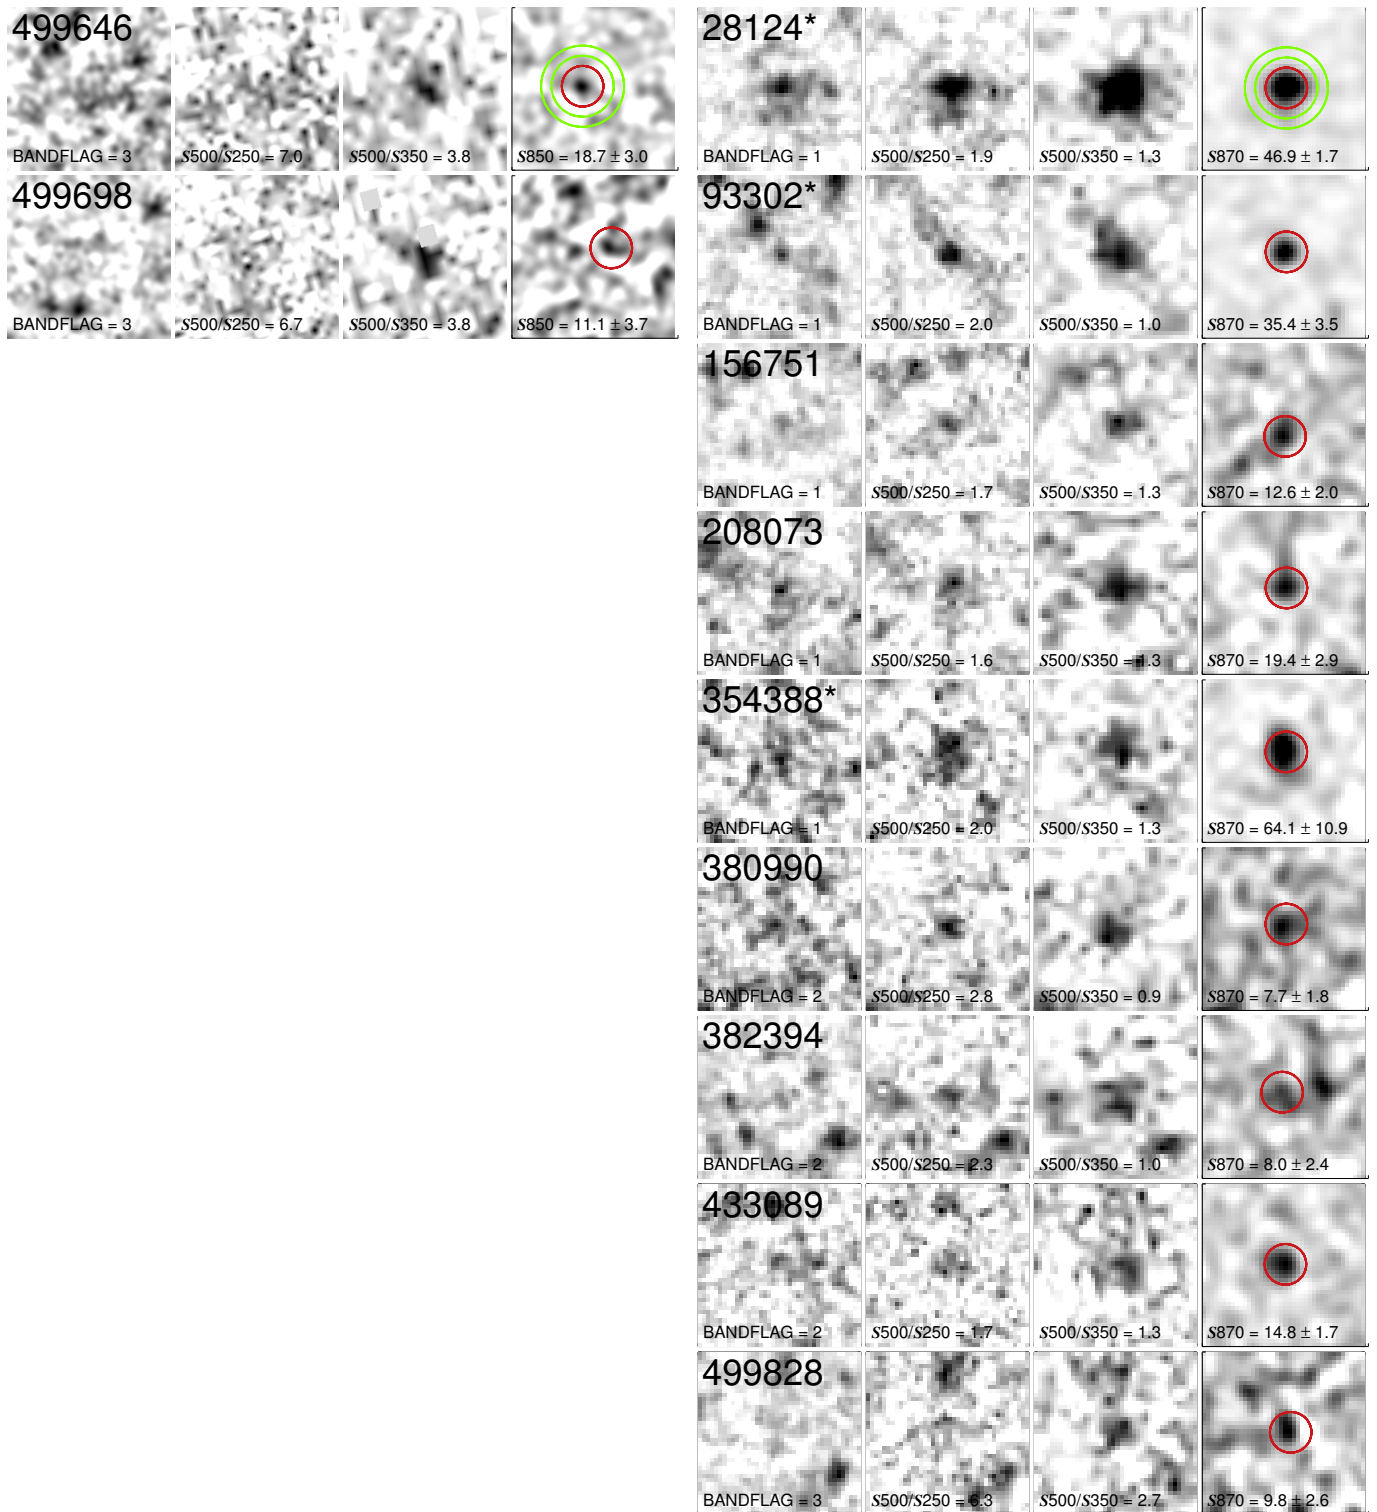 499646
BANDFLAG = 3 S500/S250 = 7.0 S500/S350 = 3.8 S850 = 18.7 ± 3.0
499698
BANDFLAG = 3 S500/S250 = 6.7 S500/S350 = 3.8 S850 = 11.1 ± 3.7
28124*
BANDFLAG = 1 S500/S250 = 1.9 S500/S350 = 1.3 S870 = 46.9 ± 1.7
93302*
BANDFLAG = 1 S500/S250 = 2.0 S500/S350 = 1.0 S870 = 35.4 ± 3.5
156751
BANDFLAG = 1 S500/S250 = 1.7 S500/S350 = 1.3 S870 = 12.6 ± 2.0
208073
BANDFLAG = 1 S500/S250 = 1.6 S500/S350 = 1.3 S870 = 19.4 ± 2.9
354388*
BANDFLAG = 1 S500/S250 = 2.0 S500/S350 = 1.3 S870 = 64.1 ± 10.9
380990
BANDFLAG = 2 S500/S250 = 2.8 S500/S350 = 0.9 S870 = 7.7 ± 1.8
382394
BANDFLAG = 2 S500/S250 = 2.3 S500/S350 = 1.0 S870 = 8.0 ± 2.4
433089
BANDFLAG = 2 S500/S250 = 1.7 S500/S350 = 1.3 S870 = 14.8 ± 1.7
499828
BANDFLAG = 3 S500/S250 = 6.3 S500/S350 = 2.7 S870 = 9.8 ± 2.6